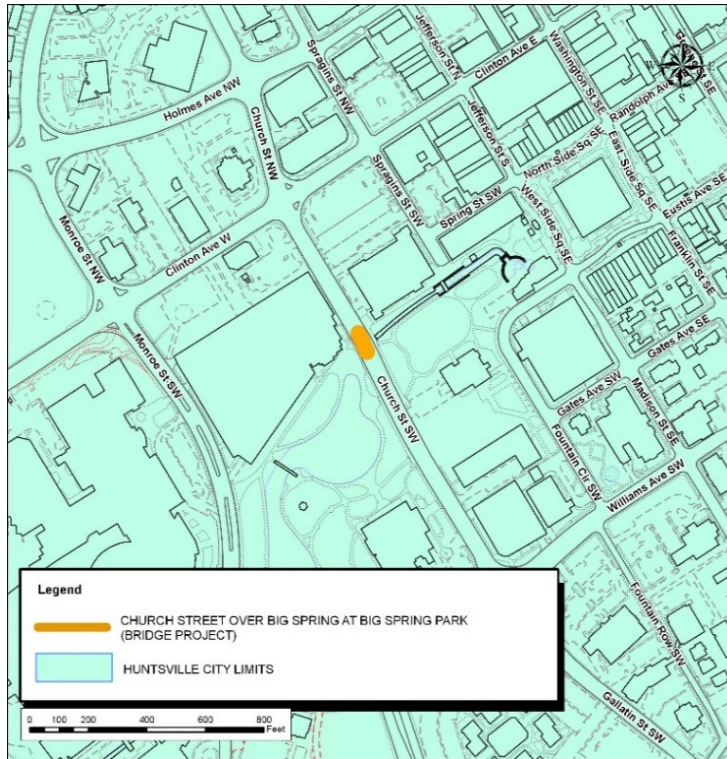 Spragins St NW
Jefferson St N
Clinton Ave E
Washington St SE
W
S
Randolph Ave
Holmes Ave NW
Church St NW
Jefferson St S
North Side Sq SE
East Side Sq SE
Spragins St SW
Spring St SW
West Side Sq SE
Eustis Ave SE
Monroe St NW
Clinton Ave W
Franklin St SE
Monroe St SW
Gates Ave SE
Church St SW
Gates Ave SW
Madison St SE
Fountain Cir SW
Williams Ave SW
Fountain Row SW
Gallatin St SW
Legend
CHURCH STREET OVER BIG SPRING AT BIG SPRING PARK
(BRIDGE PROJECT)
HUNTSVILLE CITY LIMITS
0 100 200 400 600 800
Feet